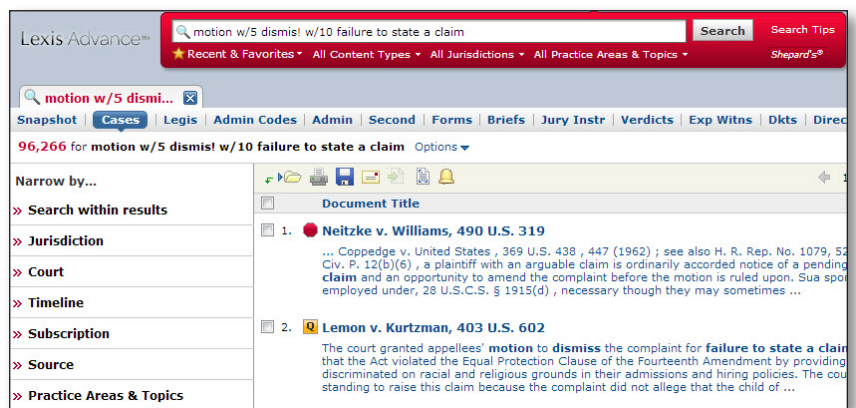 Lexis Advance™
motion w/5 dismis! w/10 failure to state a claim
Search
Search Tips
Recent & Favorites All Content Types All Jurisdictions All Practice Areas & Topics
Shepard's®
motion w/5 dismi...
Snapshot | Cases | Legis | Admin Codes | Admin | Second | Forms | Briefs | Jury Instr | Verdicts | Exp Witns | Dkts | Direc
96,266 for motion w/5 dismis! w/10 failure to state a claim Options
Narrow by...
» Search within results
» Jurisdiction
» Court
» Timeline
» Subscription
» Source
» Practice Areas & Topics
Document Title
1. Neitzke v. Williams, 490 U.S. 319
... Coppedge v. United States , 369 U.S. 438 , 447 (1962) ; see also H. R. Rep. No. 1079, 52
Civ. P. 12(b)(6) , a plaintiff with an arguable claim is ordinarily accorded notice of a pending
claim and an opportunity to amend the complaint before the motion is ruled upon. Sua spo
employed under, 28 U.S.C.S. § 1915(d) , necessary though they may sometimes ...
2. Q Lemon v. Kurtzman, 403 U.S. 602
The court granted appellees' motion to dismiss the complaint for failure to state a clai
that the Act violated the Equal Protection Clause of the Fourteenth Amendment by providing
discriminated on racial and religious grounds in their admissions and hiring policies. The cou
standing to raise this claim because the complaint did not allege that the child of ...